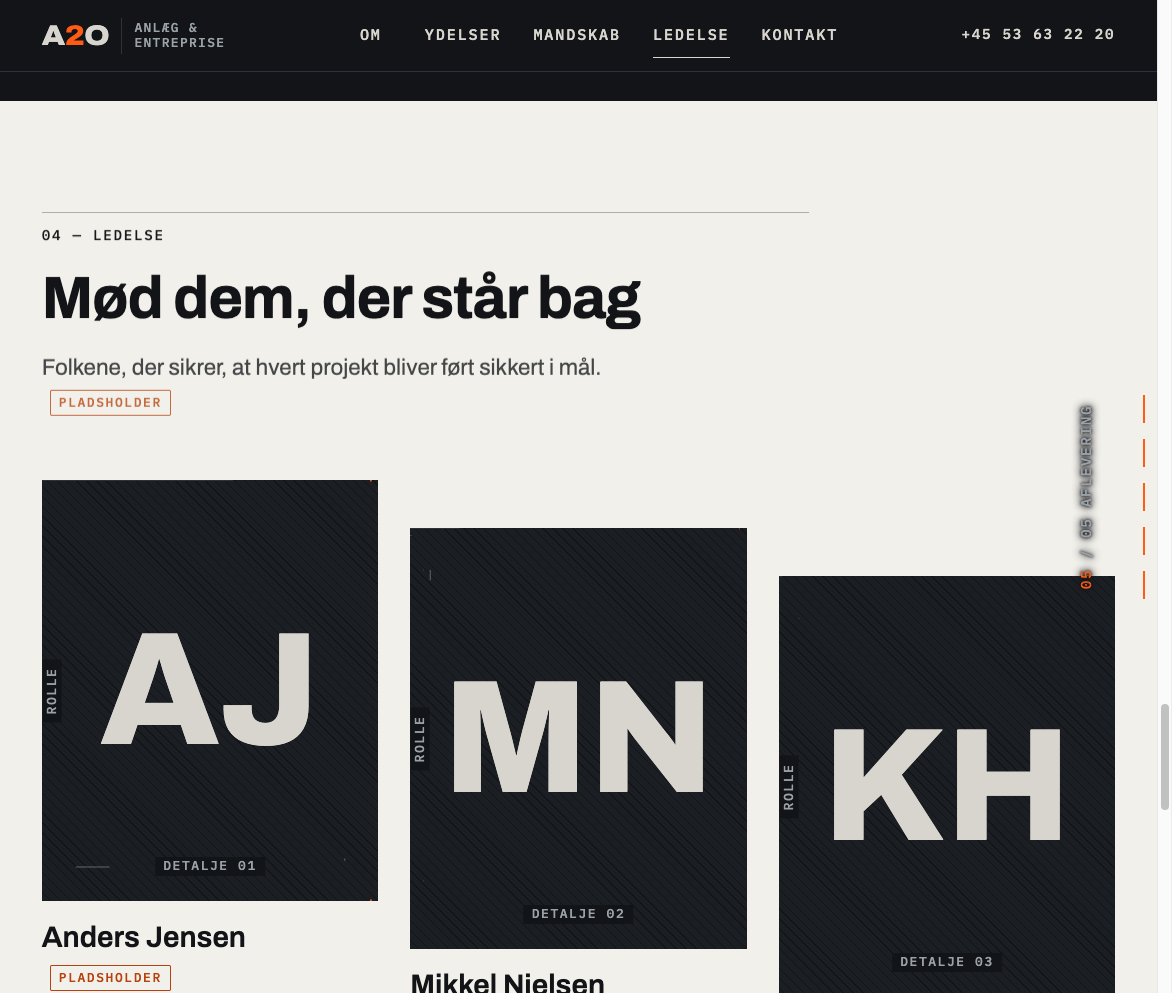 A2O
ANLÆG &
ENTREPRISE
OM
YDELSER
MANDSKAB
LEDELSE
KONTAKT
+45 53 63 22 20
04 — LEDELSE
Mød dem, der står bag
Folkene, der sikrer, at hvert projekt bliver ført sikkert i mål.
PLADSHOLDER
05 / 05 AFLEVERING
AJ
ROLLE
DETALJE 01
Anders Jensen
PLADSHOLDER
MN
ROLLE
DETALJE 02
Mikkel Nielsen
KH
ROLLE
DETALJE 03